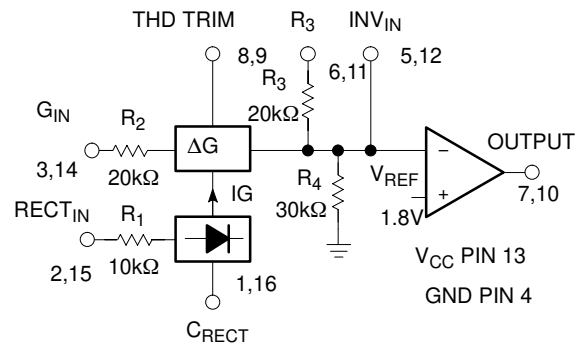 THD TRIM R3 INVIN
8,9 6,11 5,12
R3
20kΩ
GIN R2 ΔG
3,14 20kΩ
OUTPUT
7,10
− +
R4
30kΩ
VREF
1.8V
IG
RECTIN R1
2,15 10kΩ
1,16
CRECT
VCC PIN 13
GND PIN 4